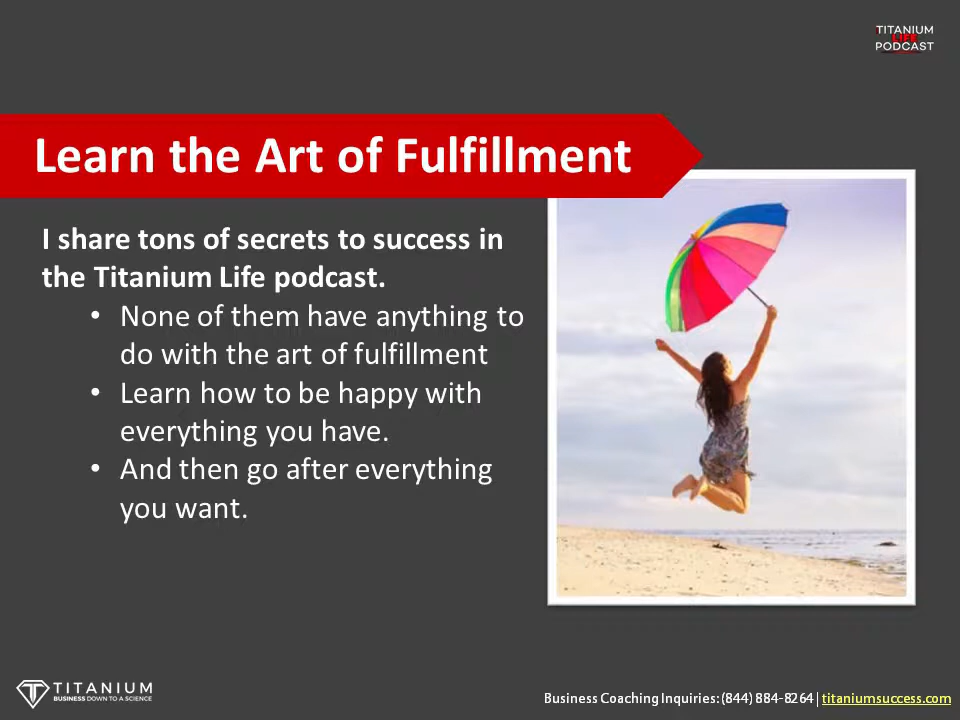 TITANIUM
LIFE
PODCAST
Learn the Art of Fulfillment
I share tons of secrets to success in
the Titanium Life podcast.
• None of them have anything to
do with the art of fulfillment
• Learn how to be happy with
everything you have.
• And then go after everything
you want.
TITANIUM
BUSINESS DOWN TO A SCIENCE
Business Coaching Inquiries: (844) 884-8264 | titaniumsuccess.com